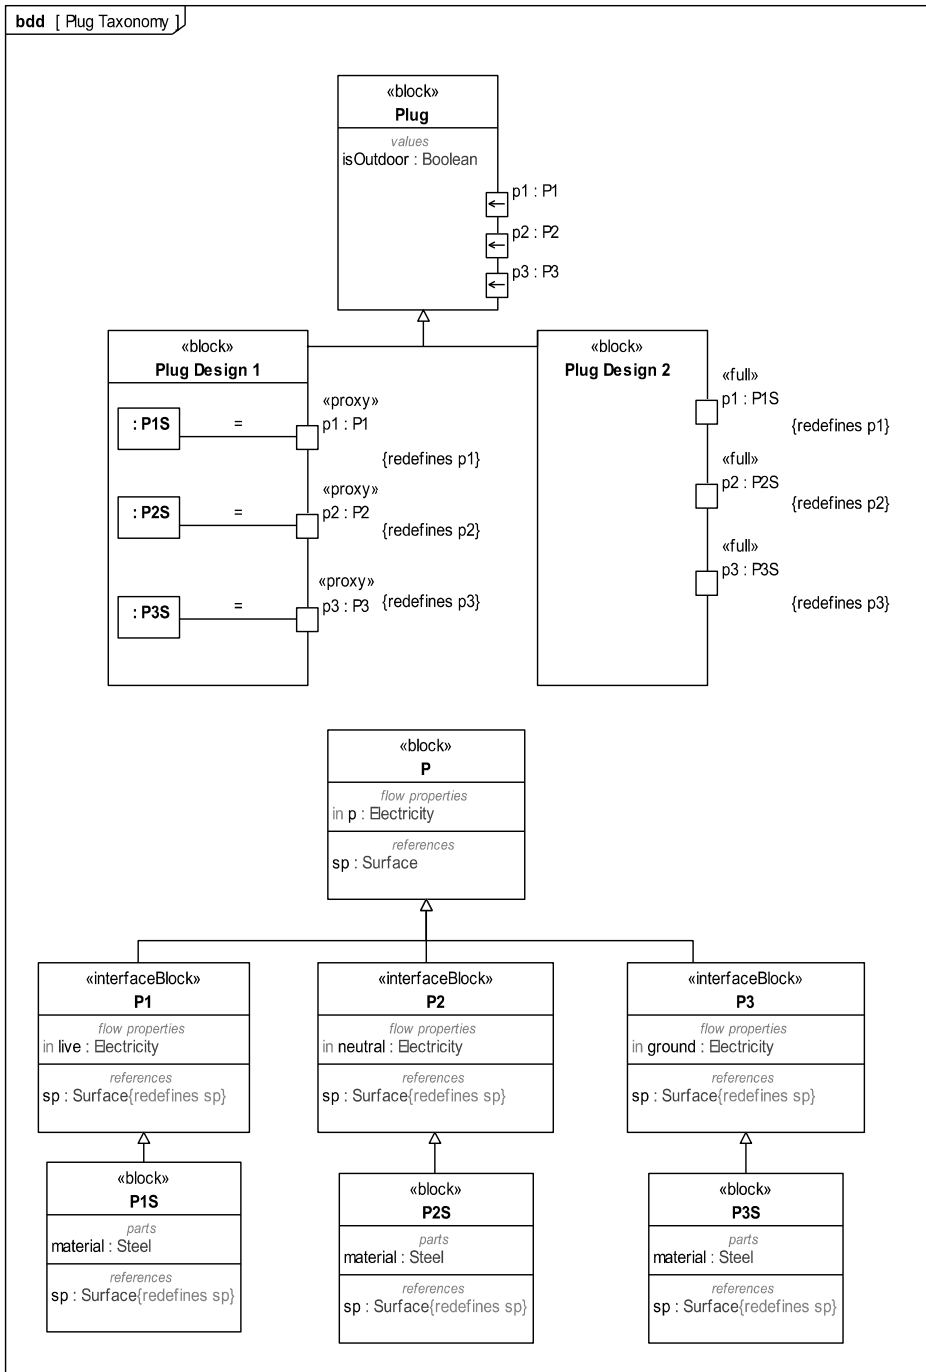 bdd [ Plug Taxonomy ]
«block»
Plug
values
isOutdoor : Boolean
p1 : P1
p2 : P2
p3 : P3
«block»
Plug Design 1
: P1S
=
«proxy»
p1 : P1
{redefines p1}
: P2S
=
«proxy»
p2 : P2
{redefines p2}
: P3S
=
«proxy»
p3 : P3
{redefines p3}
«block»
Plug Design 2
«full»
p1 : P1S
{redefines p1}
«full»
p2 : P2S
{redefines p2}
«full»
p3 : P3S
{redefines p3}
«block»
P
flow properties
in p : Electricity
references
sp : Surface
«interfaceBlock»
P1
flow properties
in live : Electricity
references
sp : Surface{redefines sp}
«interfaceBlock»
P2
flow properties
in neutral : Electricity
references
sp : Surface{redefines sp}
«interfaceBlock»
P3
flow properties
in ground : Electricity
references
sp : Surface{redefines sp}
«block»
P1S
parts
material : Steel
references
sp : Surface{redefines sp}
«block»
P2S
parts
material : Steel
references
sp : Surface{redefines sp}
«block»
P3S
parts
material : Steel
references
sp : Surface{redefines sp}